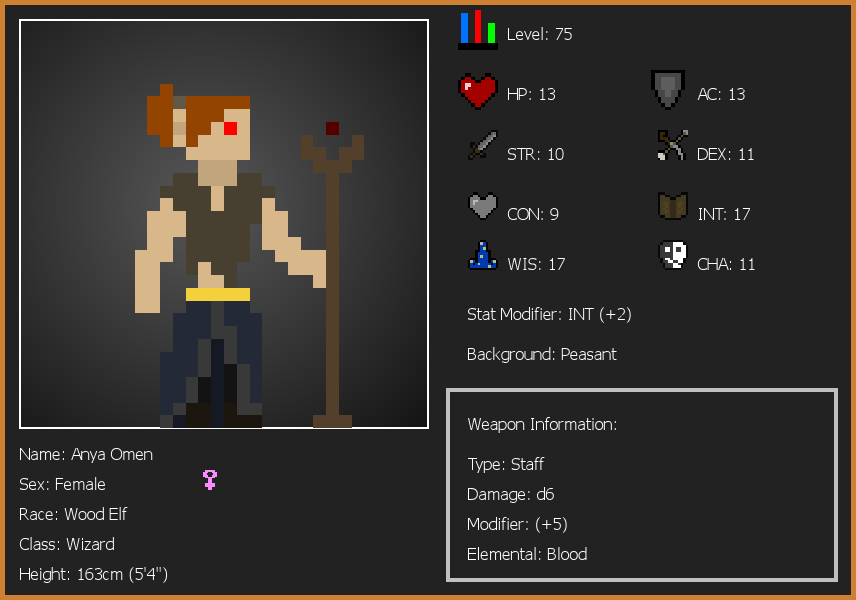 Level: 75
HP: 13
AC: 13
STR: 10
DEX: 11
CON: 9
INT: 17
WIS: 17
CHA: 11
Stat Modifier: INT (+2)
Background: Peasant
Weapon Information:
Type: Staff
Damage: d6
Modifier: (+5)
Elemental: Blood
Name: Anya Omen
Sex: Female
Race: Wood Elf
Class: Wizard
Height: 163cm (5'4")